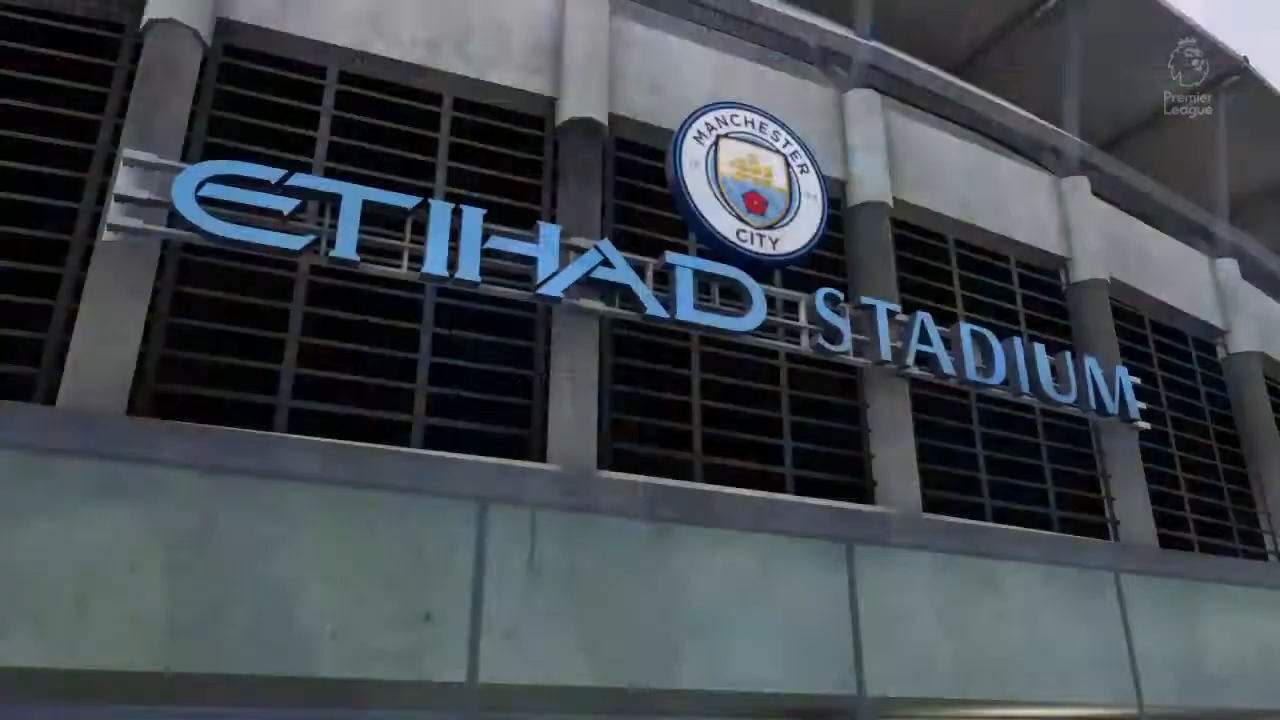 Premier
League
MANCHESTER
CITY
ETIHAD STADIUM